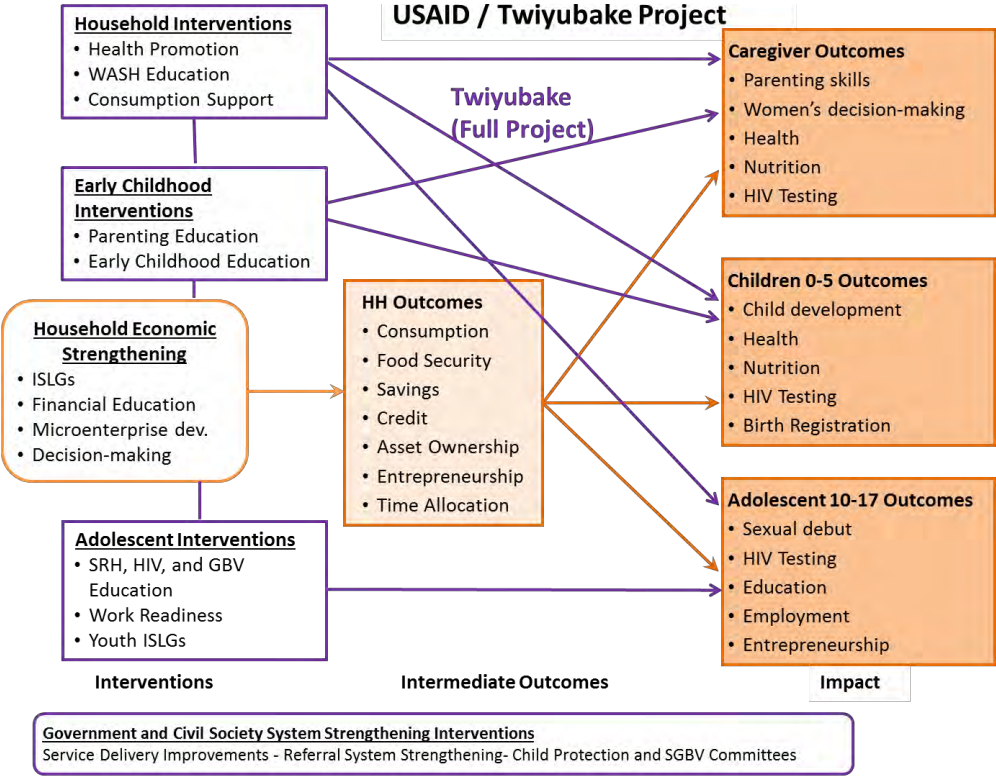 USAID / Twiyubake Project
Household Interventions
• Health Promotion
• WASH Education
• Consumption Support
Twiyubake
(Full Project)
Early Childhood
Interventions
• Parenting Education
• Early Childhood Education
Household Economic
Strengthening
• ISLGs
• Financial Education
• Microenterprise dev.
• Decision-making
Adolescent Interventions
• SRH, HIV, and GBV
Education
• Work Readiness
• Youth ISLGs
HH Outcomes
• Consumption
• Food Security
• Savings
• Credit
• Asset Ownership
• Entrepreneurship
• Time Allocation
Caregiver Outcomes
• Parenting skills
• Women's decision-making
• Health
• Nutrition
• HIV Testing
Children 0-5 Outcomes
• Child development
• Health
• Nutrition
• HIV Testing
• Birth Registration
Adolescent 10-17 Outcomes
• Sexual debut
• HIV Testing
• Education
• Employment
• Entrepreneurship
Interventions
Intermediate Outcomes
Impact
Government and Civil Society System Strengthening Interventions
Service Delivery Improvements - Referral System Strengthening- Child Protection and SGBV Committees